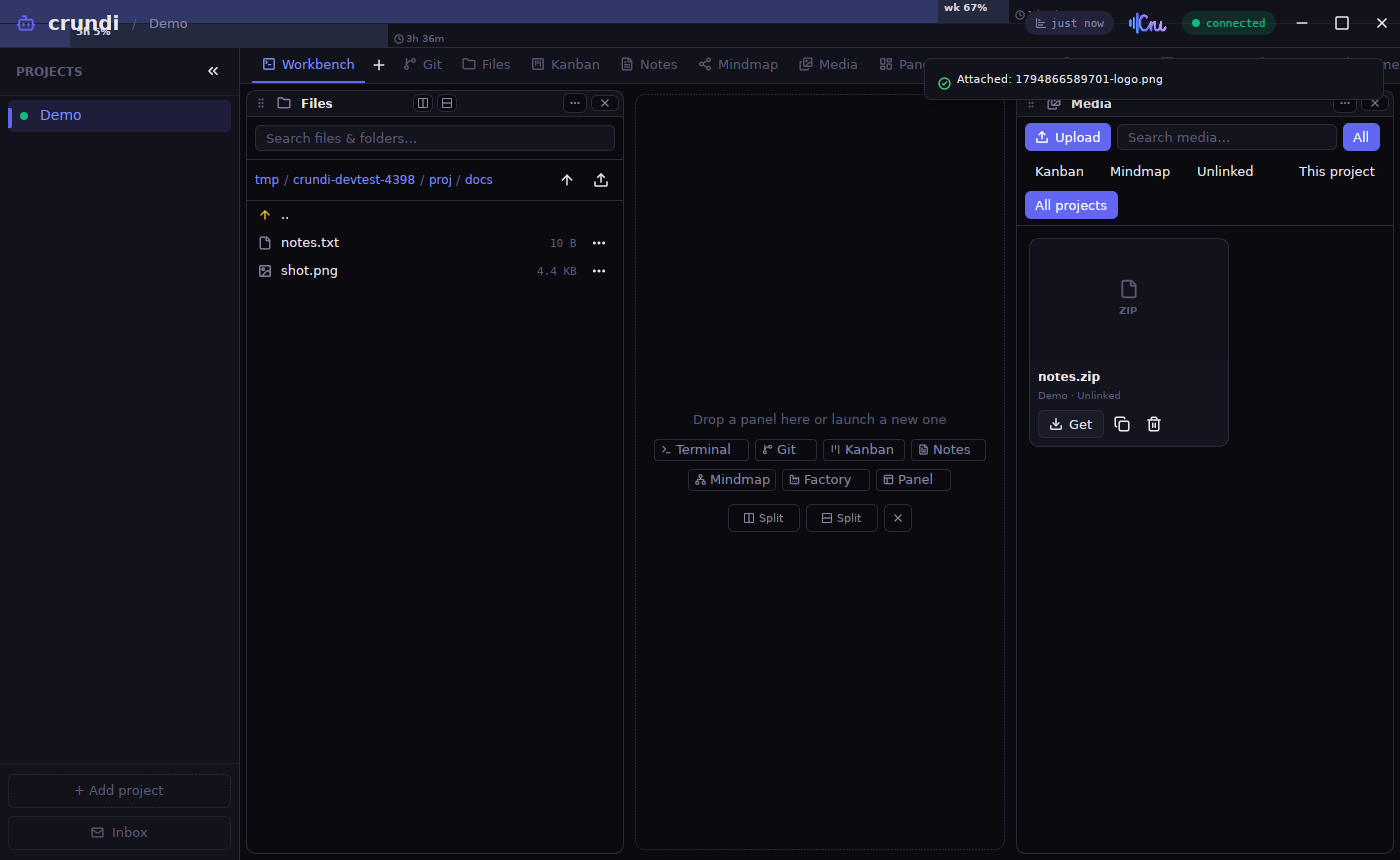 crundi / Demo
wk 67%
5h 5%
3h 36m
just now
connected
PROJECTS
Demo
+ Add project
Inbox
Workbench
Git
Files
Kanban
Notes
Mindmap
Media
Attached: 1794866589701-logo.png
Files
Search files & folders...
tmp / crundi-devtest-4398 / proj / docs
..
notes.txt 10 B
shot.png 4.4 KB
Drop a panel here or launch a new one
Terminal Git Kanban Notes
Mindmap Factory Panel
Split Split
Media
Upload Search media... All
Kanban Mindmap Unlinked This project
All projects
ZIP
notes.zip
Demo · Unlinked
Get